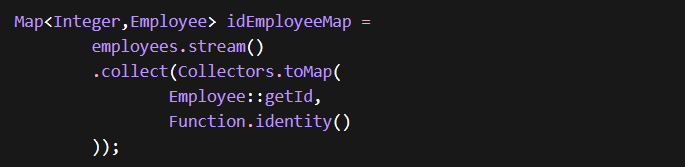 Map<Integer,Employee> idEmployeeMap =
        employees.stream()
        .collect(Collectors.toMap(
                Employee::getId,
                Function.identity()
        ));